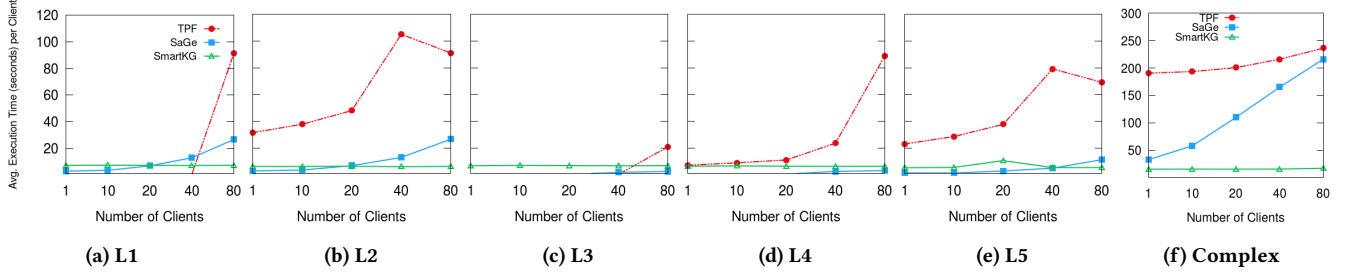 Avg. Execution Time (seconds) per Client
120
100
80
60
40
20
TPF
SaGe
SmartKG
1 10 20 40 80
Number of Clients
(a) L1
1 10 20 40 80
Number of Clients
(b) L2
1 10 20 40 80
Number of Clients
(c) L3
1 10 20 40 80
Number of Clients
(d) L4
1 10 20 40 80
Number of Clients
(e) L5
300
250
200
150
100
50
TPF
SaGe
SmartKG
1 10 20 40 80
Number of Clients
(f) Complex